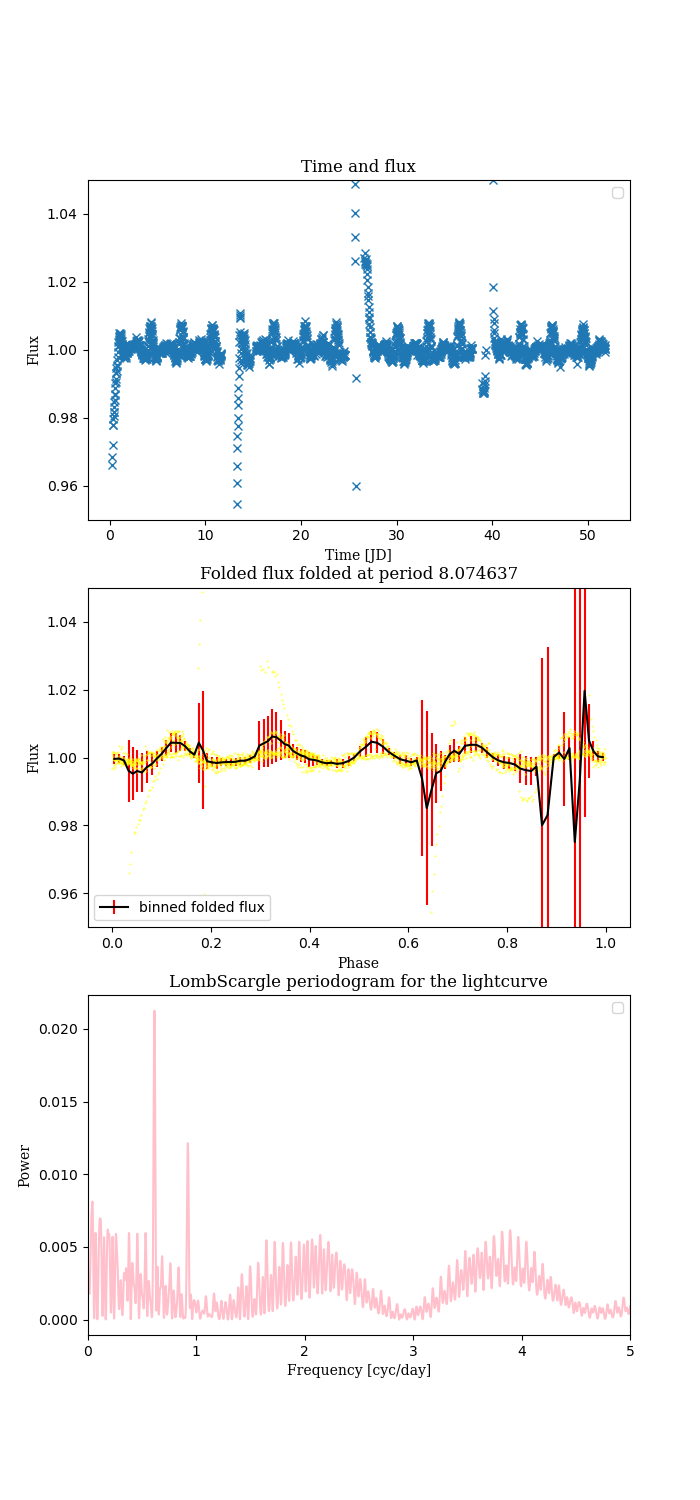 Time and flux
1.04
1.02
1.00
0.98
0.96
Flux
0 10 20 30 40 50
Time [JD]
Folded flux folded at period 8.074637
1.04
1.02
1.00
0.98
0.96
Flux
binned folded flux
0.0 0.2 0.4 0.6 0.8 1.0
Phase
LombScargle periodogram for the lightcurve
0.020
0.015
0.010
0.005
0.000
Power
0 1 2 3 4 5
Frequency [cyc/day]